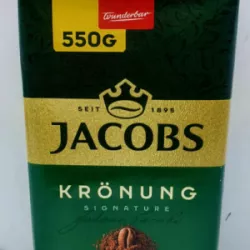 Wunderbar
550G
SEIT 1895
JACOBS
KRÖNUNG
SIGNATURE